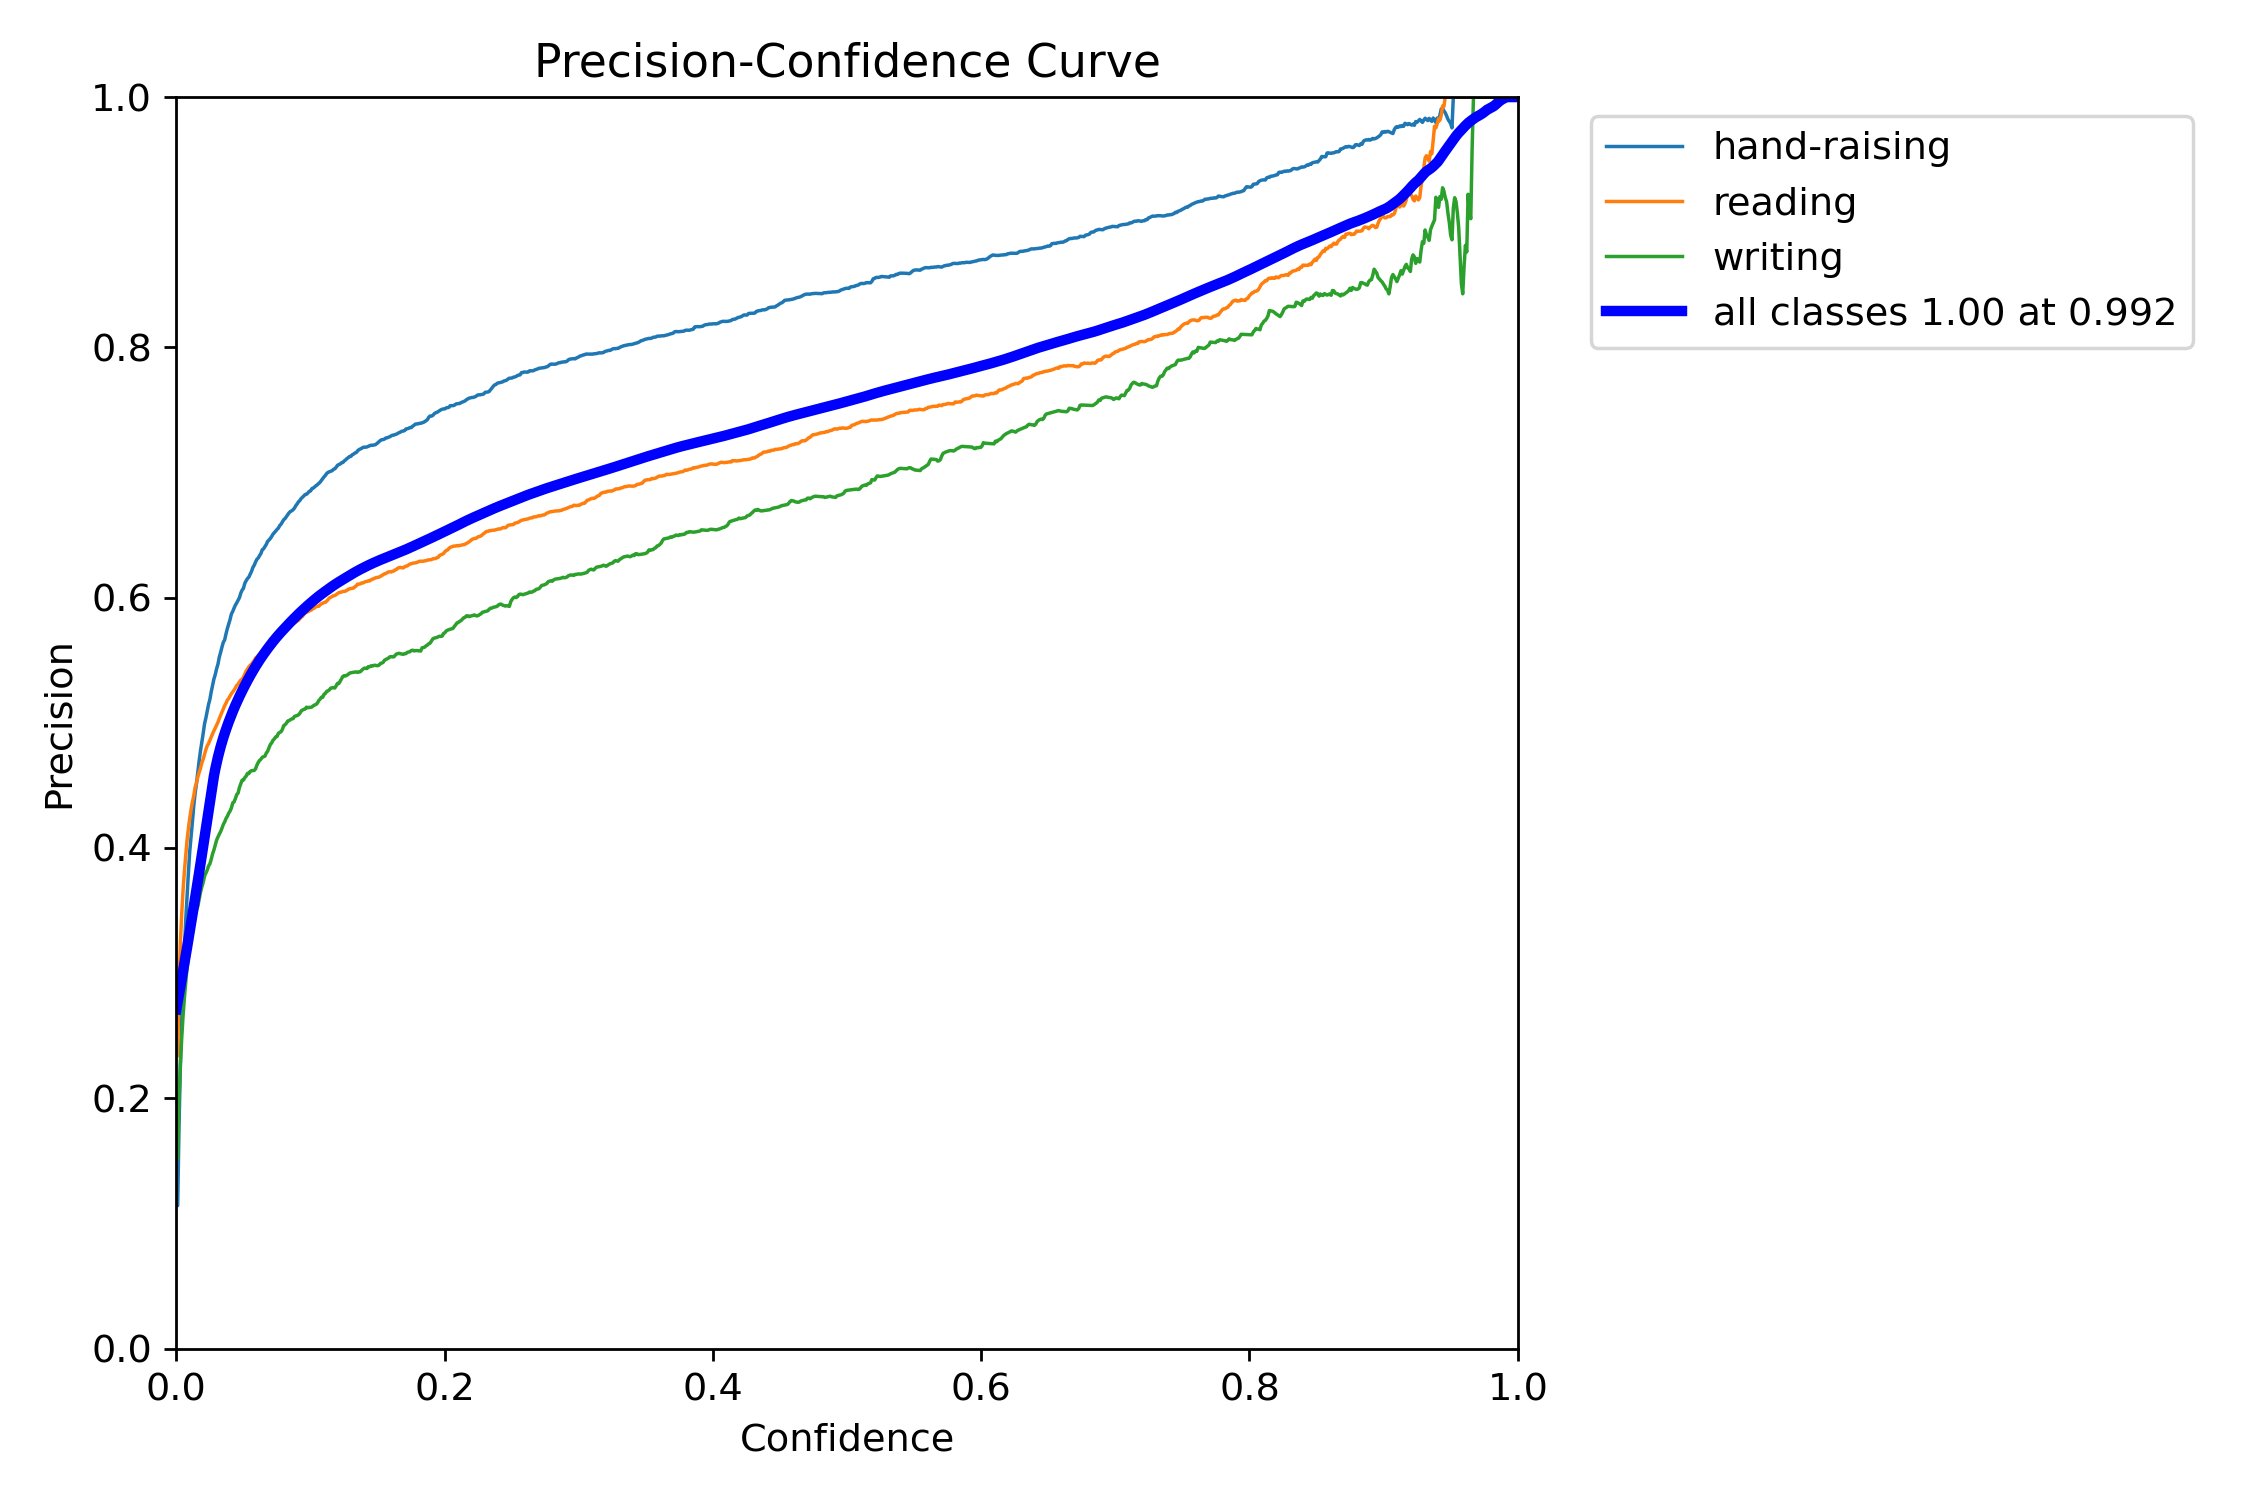 Precision-Confidence Curve
1.0
0.8
0.6
0.4
0.2
0.0
Precision
0.0 0.2 0.4 0.6 0.8 1.0
Confidence
hand-raising
reading
writing
all classes 1.00 at 0.992